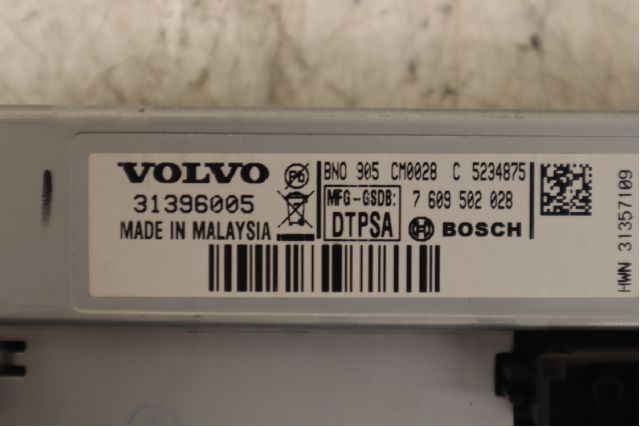 VOLVO
31396005
MADE IN MALAYSIA
Pb
BNO 905 CM0028 C 5234875
MFG-GSDB: 7 609 502 028
DTPSA BOSCH
HWN 31357109